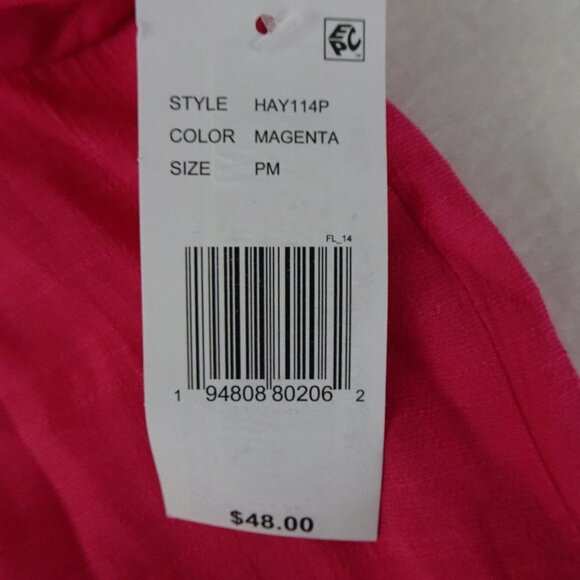 EPC
STYLE HAY114P
COLOR MAGENTA
SIZE PM
FL_14
1 94808 80206 2
$48.00